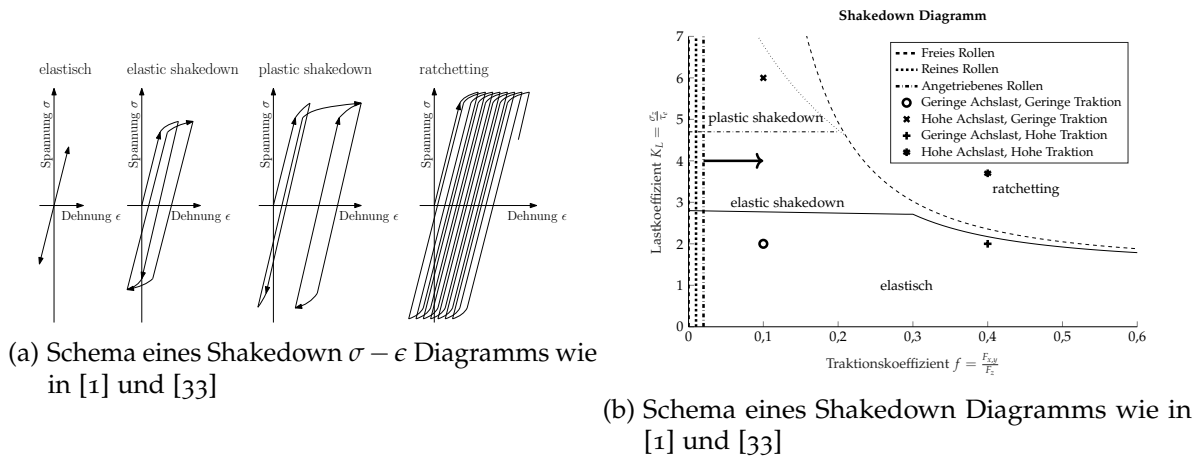 elastisch
elastic shakedown
plastic shakedown
ratchetting
Spannung σ
Spannung σ
Spannung σ
Spannung σ
Dehnung ϵ
Dehnung ϵ
Dehnung ϵ
Dehnung ϵ
(a) Schema eines Shakedown σ − ϵ Diagramms wie
in [1] und [33]
Shakedown Diagramm
7
6
5
4
3
2
1
0
Lastkoeffizient K_L =
Freies Rollen
Reines Rollen
Angetriebenes Rollen
Geringe Achslast, Geringe Traktion
Hohe Achslast, Geringe Traktion
Geringe Achslast, Hohe Traktion
Hohe Achslast, Hohe Traktion
plastic shakedown
ratchetting
elastic shakedown
elastisch
0 0,1 0,2 0,3 0,4 0,5 0,6
Traktionskoeffizient f = F_{x,y}/F_z
(b) Schema eines Shakedown Diagramms wie in
[1] und [33]